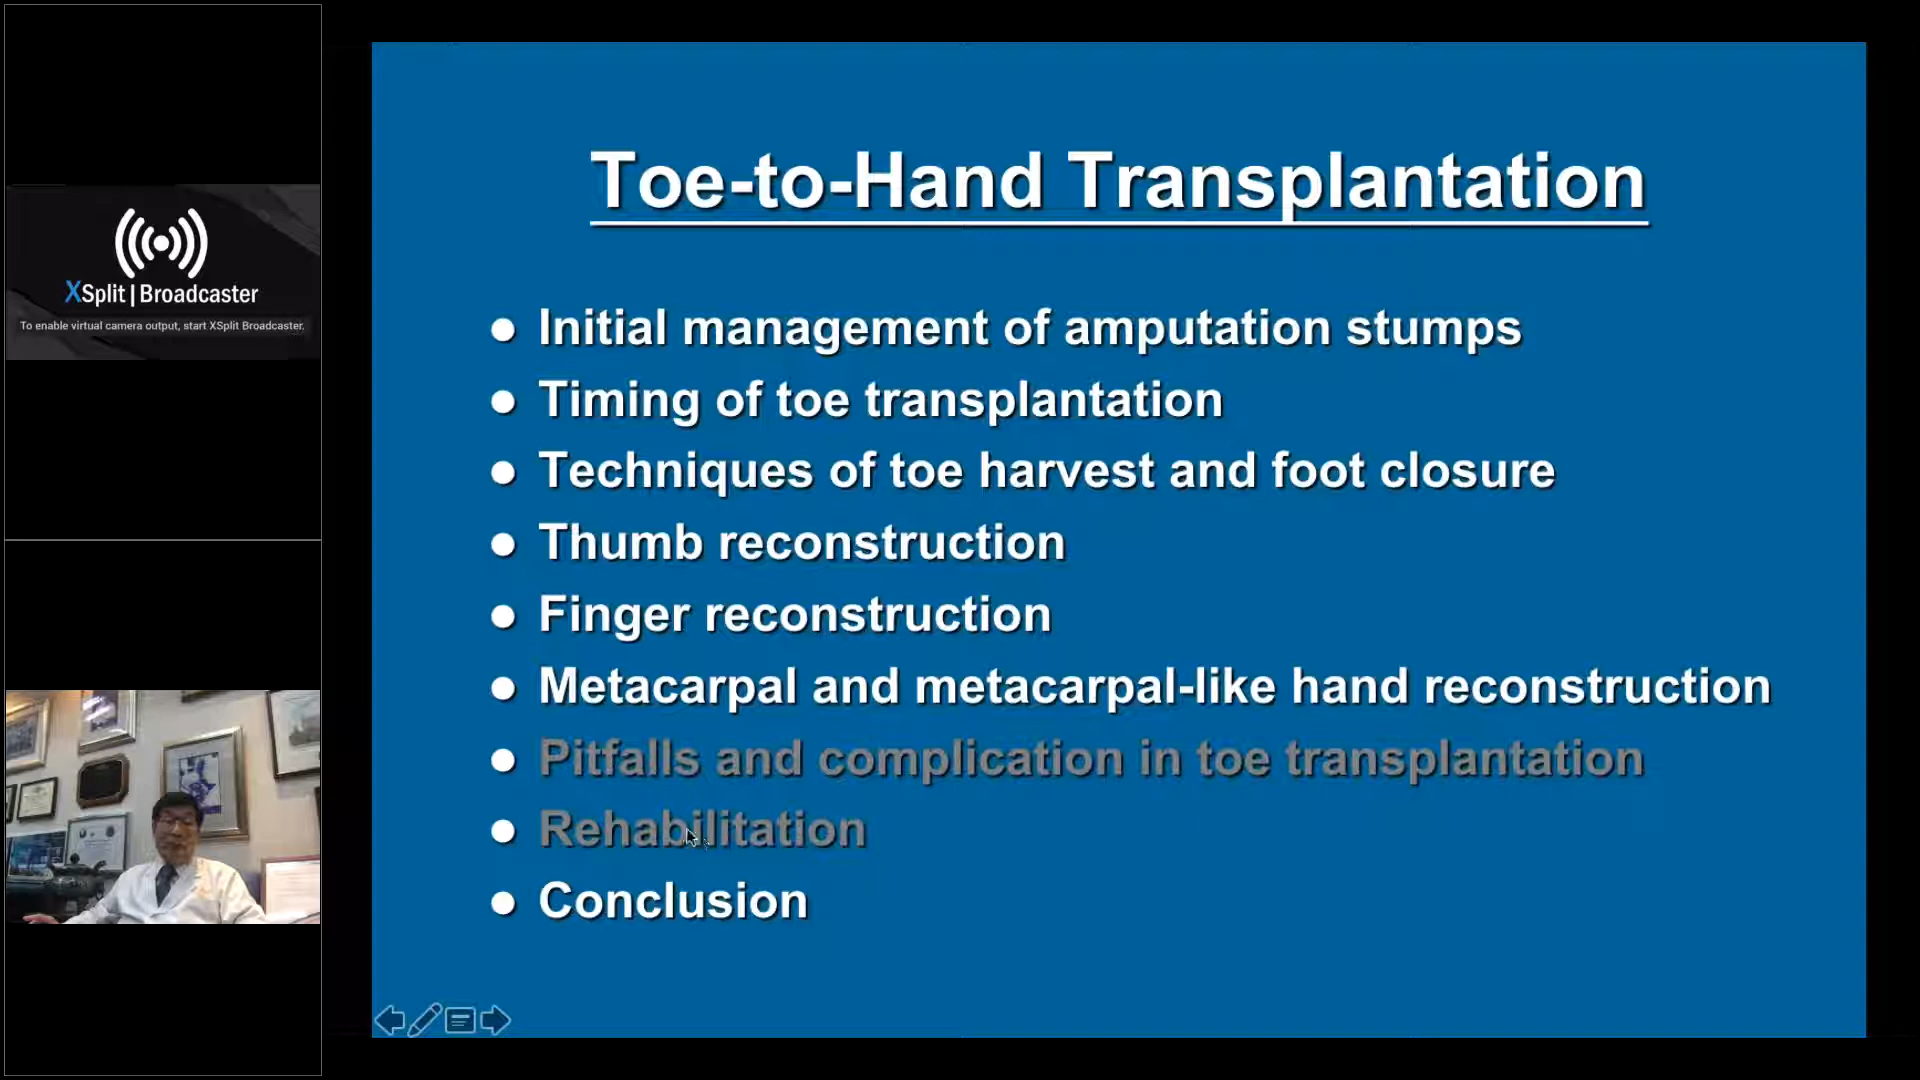 XSplit | Broadcaster
To enable virtual camera output, start XSplit Broadcaster.
Toe-to-Hand Transplantation
● Initial management of amputation stumps
● Timing of toe transplantation
● Techniques of toe harvest and foot closure
● Thumb reconstruction
● Finger reconstruction
● Metacarpal and metacarpal-like hand reconstruction
● Pitfalls and complication in toe transplantation
● Rehabilitation
● Conclusion